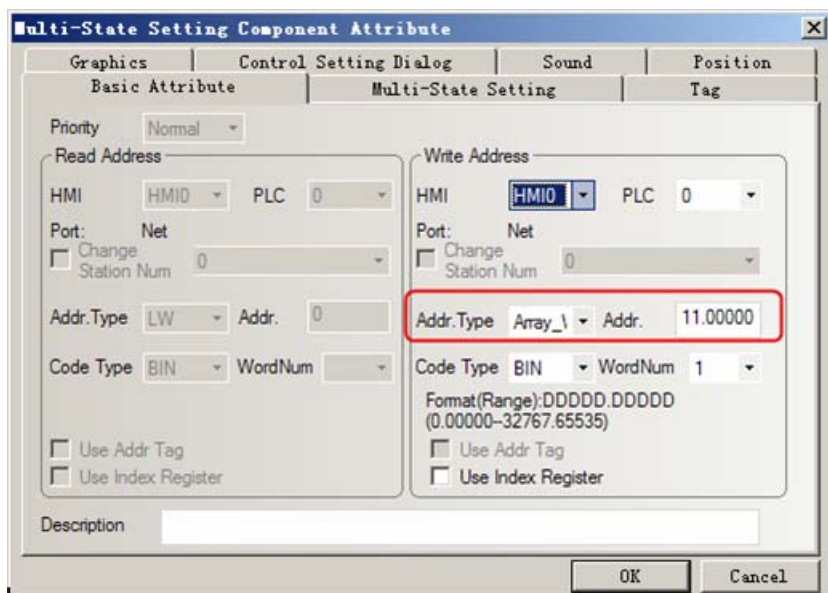 Multi-State Setting Component Attribute
Graphics Control Setting Dialog Sound Position
Basic Attribute Multi-State Setting Tag
Priority Normal
Read Address
HMI HMI0 PLC 0
Port: Net
Change Station Num 0
Addr.Type LW Addr. 0
Code Type BIN WordNum
Use Addr Tag
Use Index Register
Write Address
HMI HMI0 PLC 0
Port: Net
Change Station Num 0
Addr.Type Array_\ Addr. 11.00000
Code Type BIN WordNum 1
Format(Range):DDDDD.DDDDD
(0.00000--32767.65535)
Use Addr Tag
Use Index Register
Description
OK Cancel